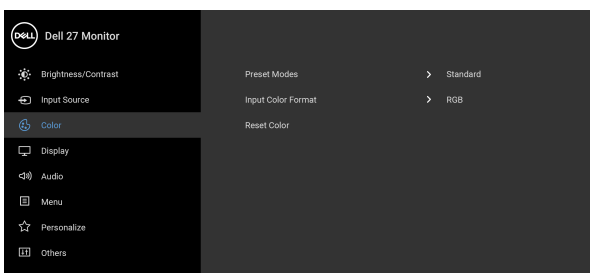 DELL
Dell 27 Monitor
Brightness/Contrast
Input Source
Color
Display
Audio
Menu
Personalize
Others
Preset Modes > Standard
Input Color Format > RGB
Reset Color